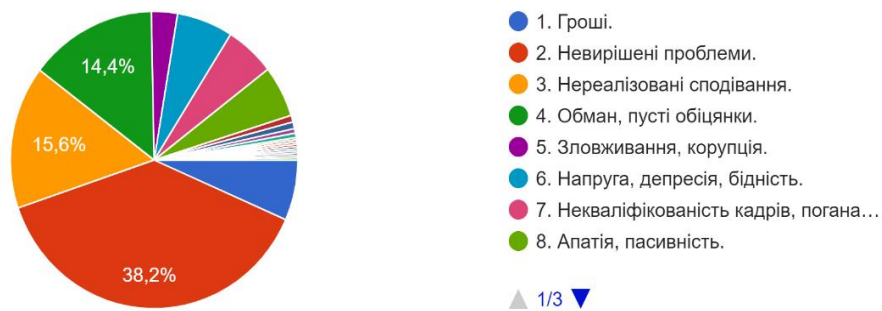 14,4%
15,6%
38,2%
1. Гроші.
2. Невирішені проблеми.
3. Нереалізовані сподівання.
4. Обман, пусті обіцянки.
5. Зловживання, корупція.
6. Напруга, депресія, бідність.
7. Некваліфікованість кадрів, погана…
8. Апатія, пасивність.
1/3